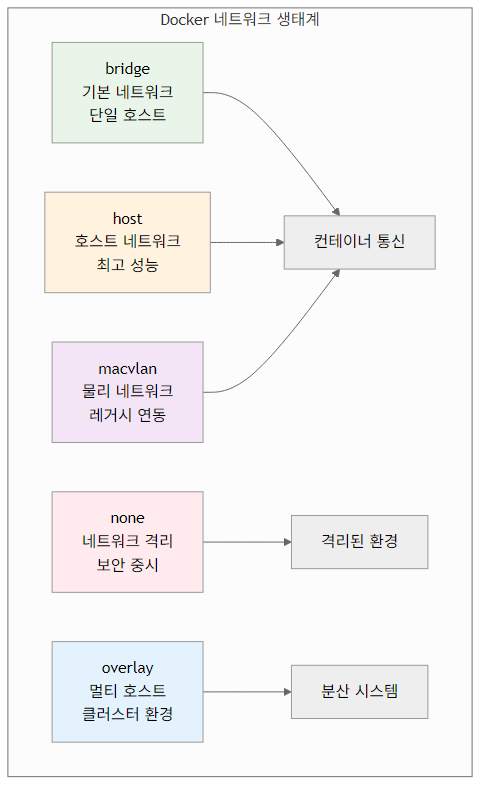 Docker 네트워크 생태계
bridge
기본 네트워크
단일 호스트
host
호스트 네트워크
최고 성능
컨테이너 통신
macvlan
물리 네트워크
레거시 연동
none
네트워크 격리
보안 중시
격리된 환경
overlay
멀티 호스트
클러스터 환경
분산 시스템